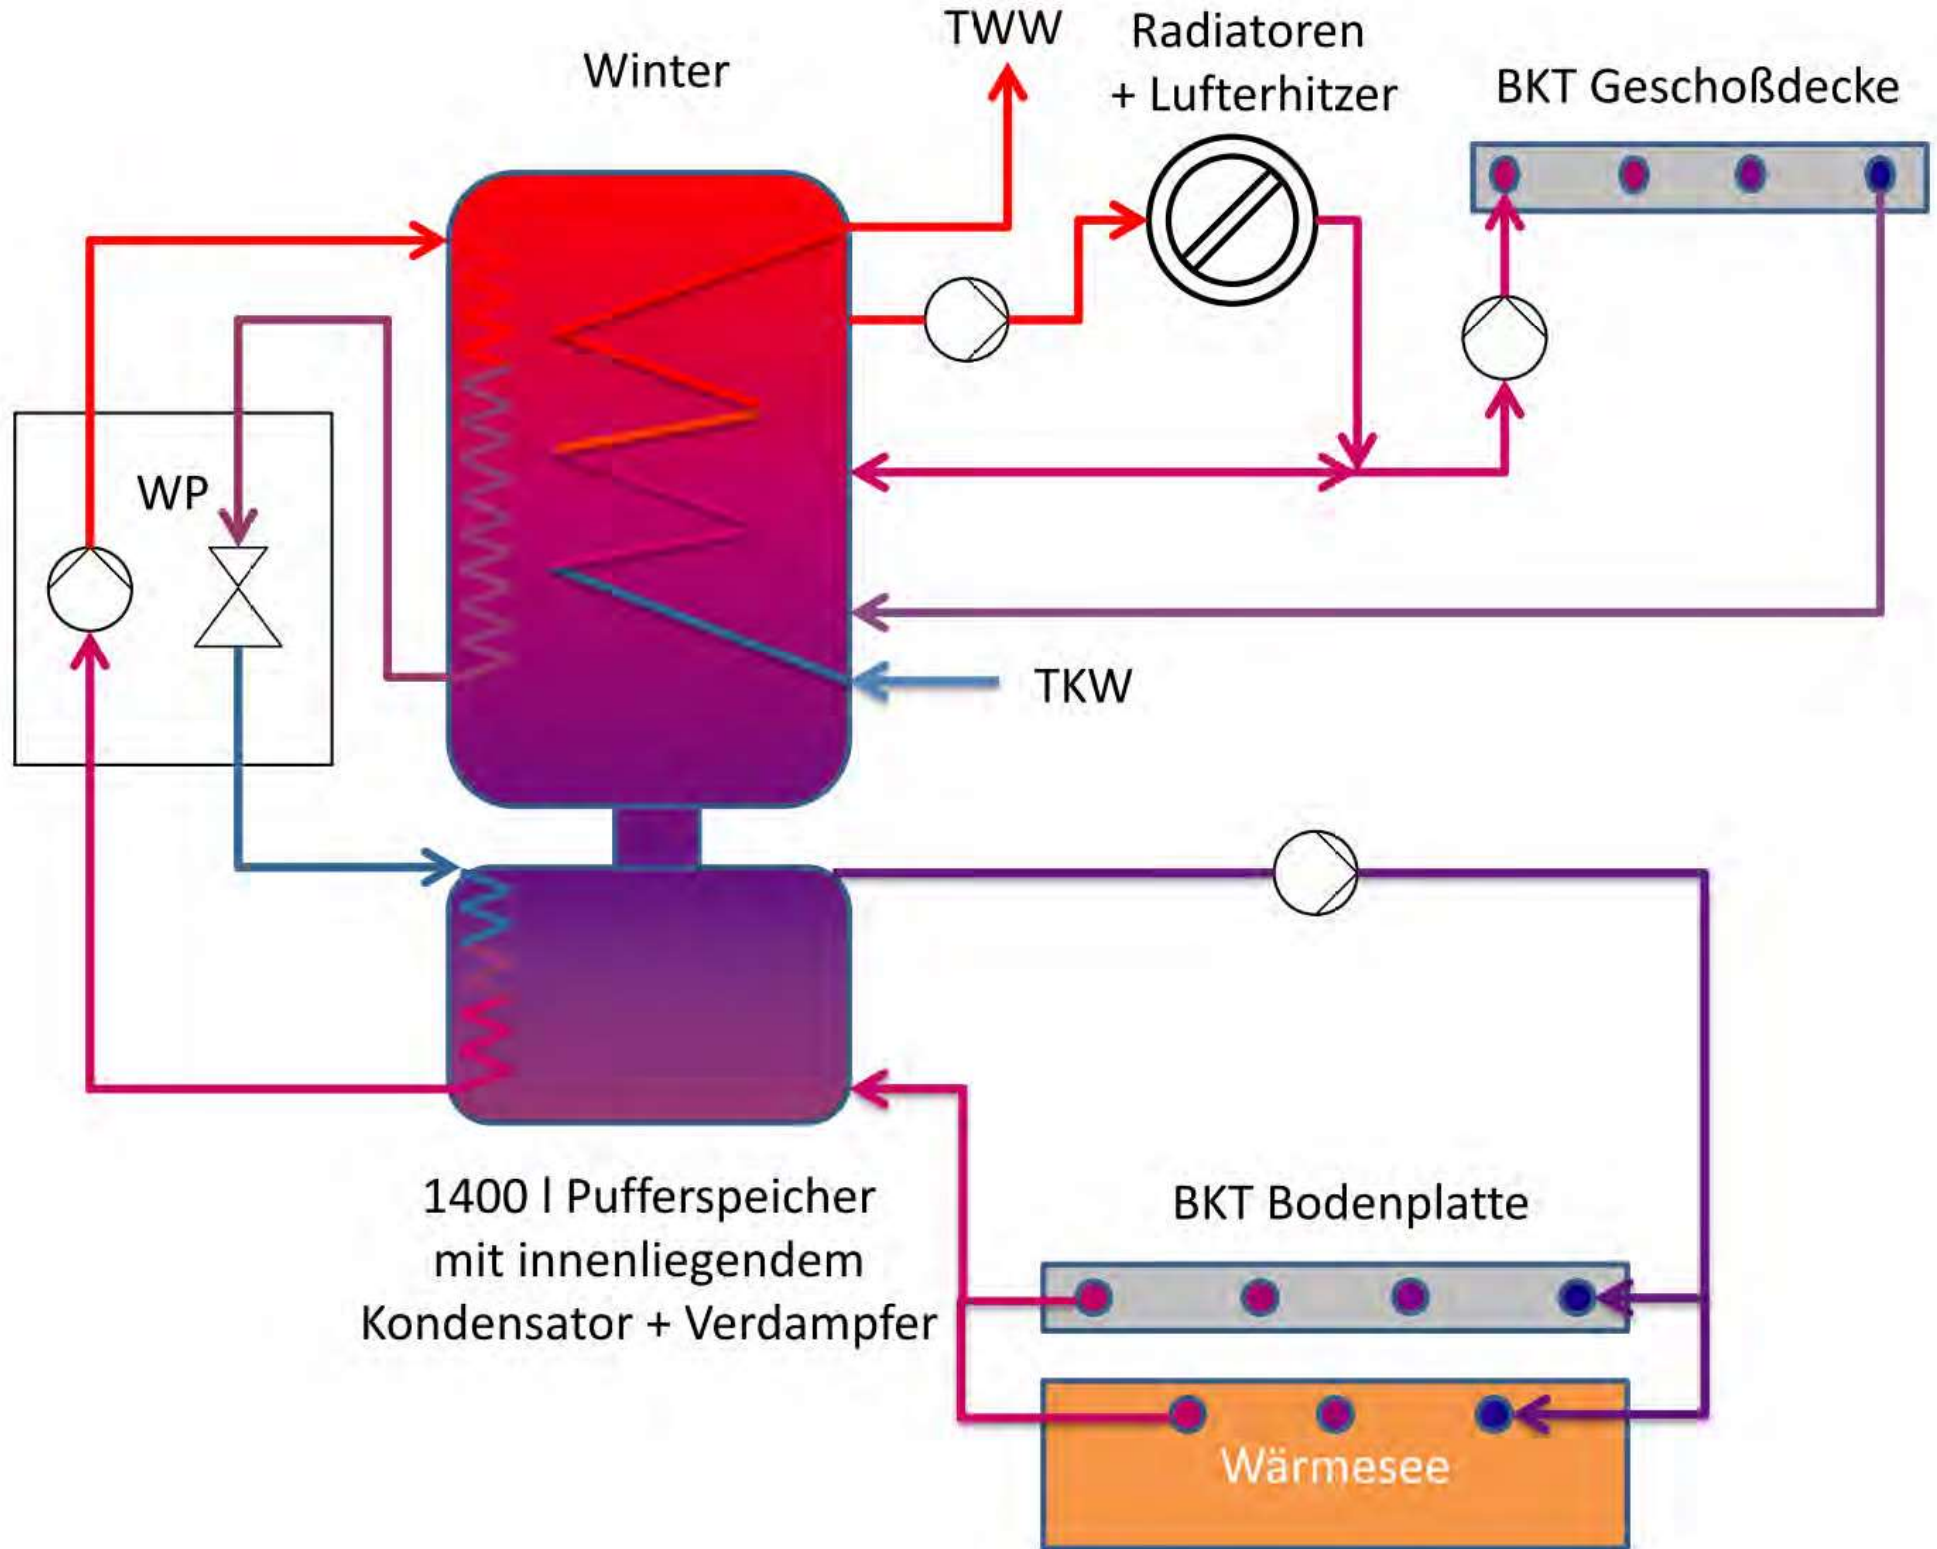 TWW
Radiatoren
+ Lufterhitzer
Winter
BKT Geschoßdecke
WP
TKW
1400 l Pufferspeicher
mit innenliegendem
Kondensator + Verdampfer
BKT Bodenplatte
Wärmesee